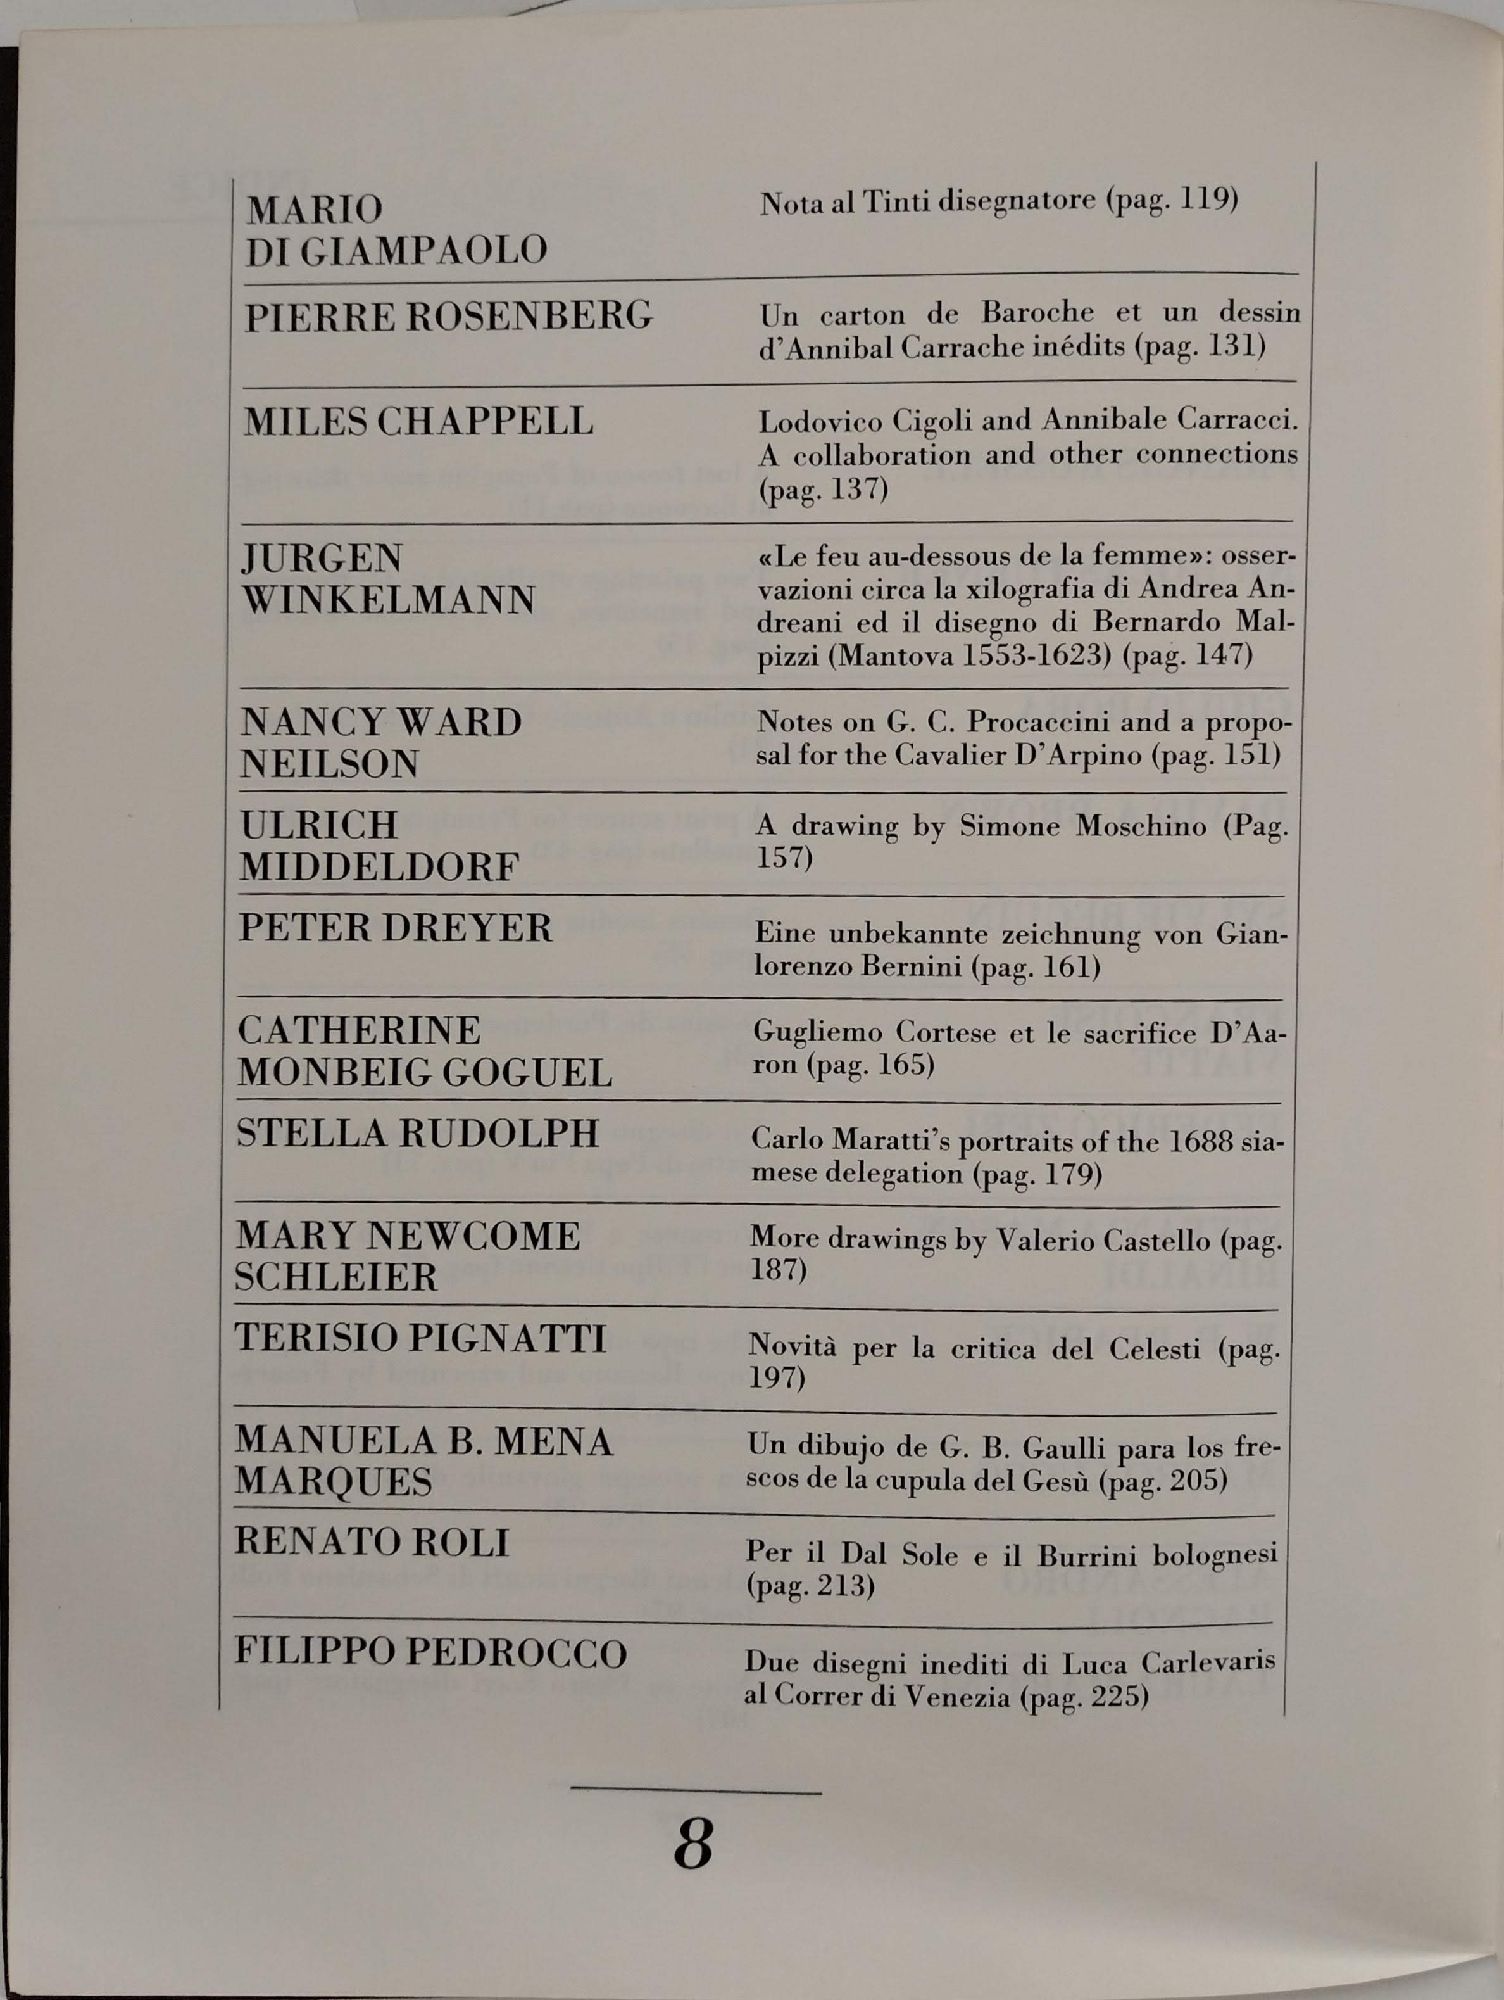 MARIO
DI GIAMPAOLO
Nota al Tinti disegnatore (pag. 119)
PIERRE ROSENBERG
Un carton de Baroche et un dessin
d'Annibal Carrache inédits (pag. 131)
MILES CHAPPELL
Lodovico Cigoli and Annibale Carracci.
A collaboration and other connections
(pag. 137)
JURGEN
WINKELMANN
«Le feu au-dessous de la femme»: osser-
vazioni circa la xilografia di Andrea An-
dreani ed il disegno di Bernardo Mal-
pizzi (Mantova 1553-1623) (pag. 147)
NANCY WARD
NEILSON
Notes on G. C. Procaccini and a propo-
sal for the Cavalier D'Arpino (pag. 151)
ULRICH
MIDDELDORF
A drawing by Simone Moschino (Pag.
157)
PETER DREYER
Eine unbekannte zeichnung von Gian-
lorenzo Bernini (pag. 161)
CATHERINE
MONBEIG GOGUEL
Gugliemo Cortese et le sacrifice D'Aa-
ron (pag. 165)
STELLA RUDOLPH
Carlo Maratti's portraits of the 1688 sia-
mese delegation (pag. 179)
MARY NEWCOME
SCHLEIER
More drawings by Valerio Castello (pag.
187)
TERISIO PIGNATTI
Novità per la critica del Celesti (pag.
197)
MANUELA B. MENA
MARQUES
Un dibujo de G. B. Gaulli para los fre-
scos de la cupula del Gesù (pag. 205)
RENATO ROLI
Per il Dal Sole e il Burrini bolognesi
(pag. 213)
FILIPPO PEDROCCO
Due disegni inediti di Luca Carlevaris
al Correr di Venezia (pag. 225)
8